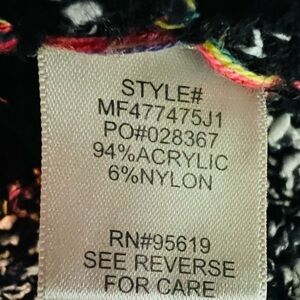 STYLE#
MF477475J1
PO#028367
94%ACRYLIC
6%NYLON
RN#95619
SEE REVERSE
FOR CARE